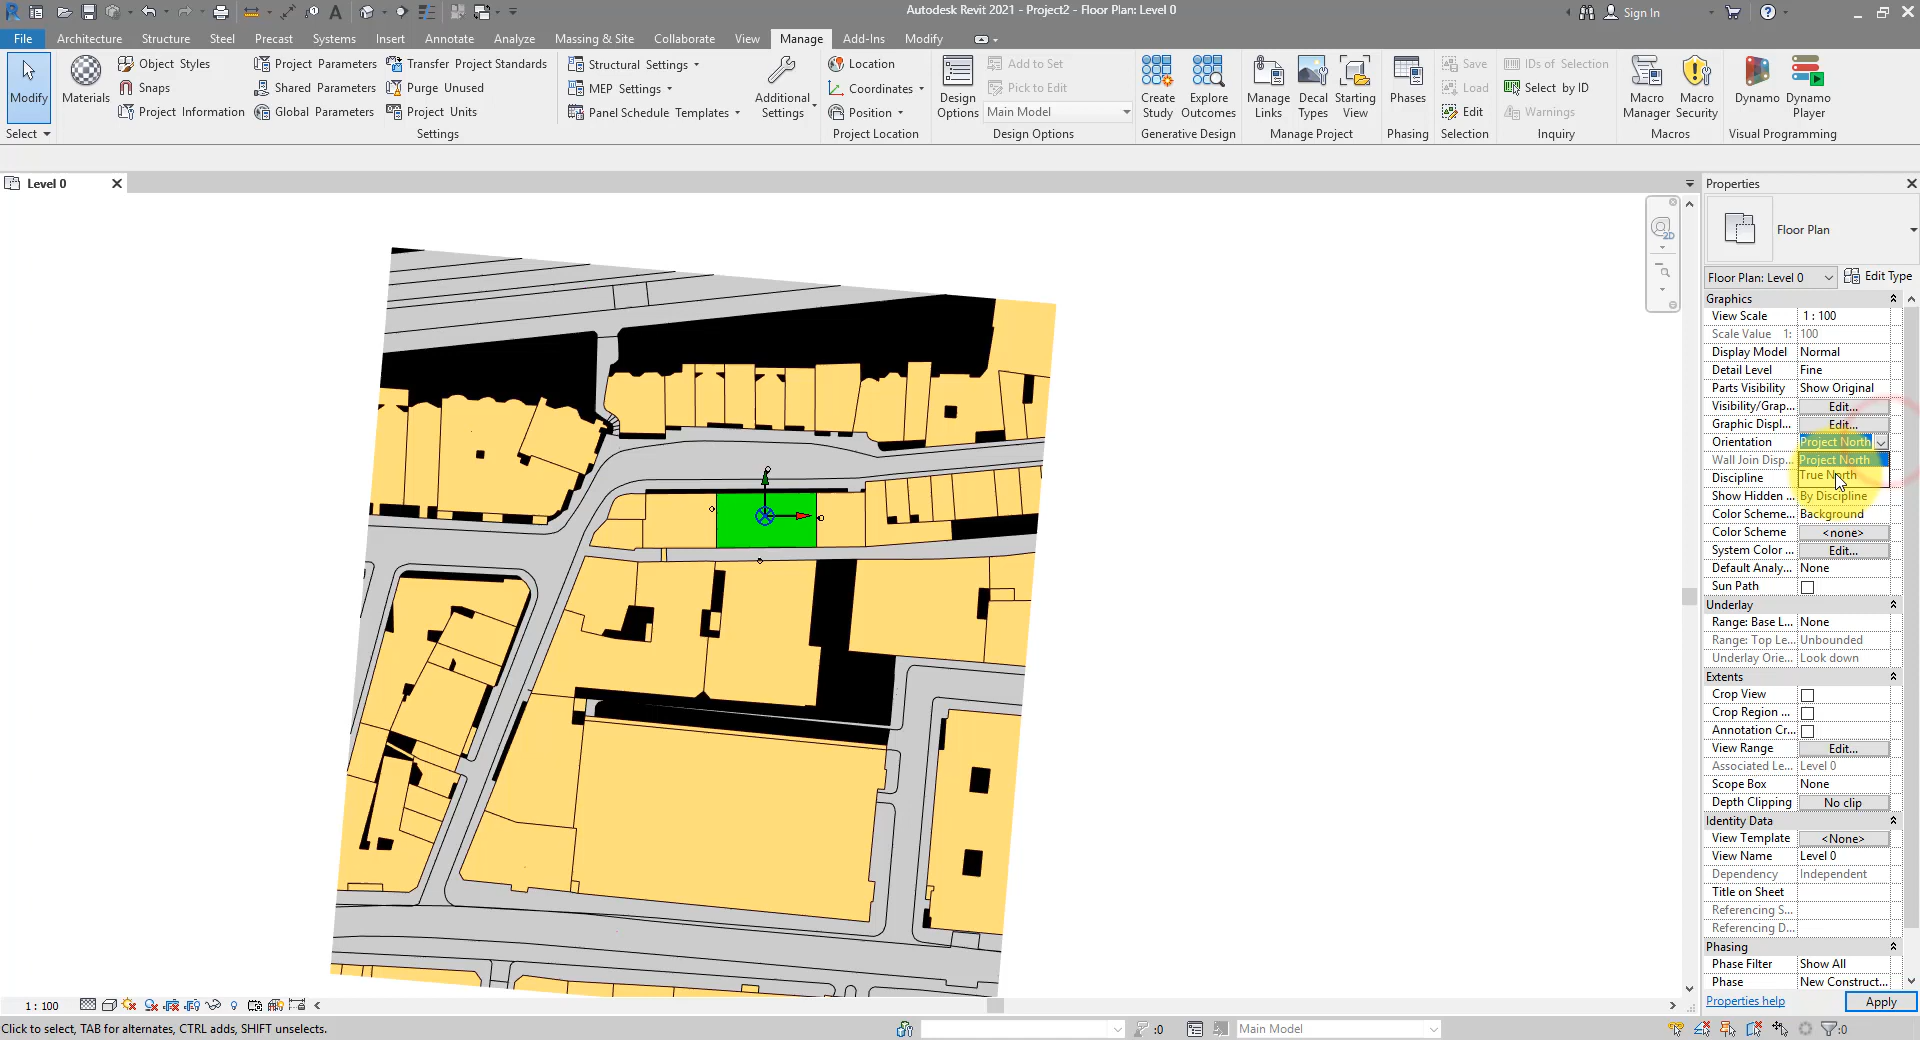 Autodesk Revit 2021 - Project2 - Floor Plan: Level 0
Sign In
File Architecture Structure Steel Precast Systems Insert Annotate Analyze Massing & Site Collaborate View Manage Add-Ins Modify
Modify
Select
Materials
Object Styles
Snaps
Project Information
Project Parameters
Shared Parameters
Global Parameters
Transfer Project Standards
Purge Unused
Project Units
Settings
Structural Settings
MEP Settings
Panel Schedule Templates
Additional Settings
Location
Coordinates
Position
Project Location
Design Options
Add to Set
Pick to Edit
Main Model
Design Options
Create Study
Explore Outcomes
Generative Design
Manage Links
Decal Types
Starting View
Manage Project
Phases
Phasing
Save
Load
Edit
Selection
IDs of Selection
Select by ID
Warnings
Inquiry
Macro Manager
Macro Security
Macros
Dynamo
Dynamo Player
Visual Programming
Level 0
2D
Properties
Floor Plan
Floor Plan: Level 0 Edit Type
Graphics
View Scale 1 : 100
Scale Value 1: 100
Display Model Normal
Detail Level Fine
Parts Visibility Show Original
Visibility/Grap... Edit...
Graphic Displ... Edit...
Orientation Project North
Project North
True North
Wall Join Disp...
Discipline
Show Hidden ... By Discipline
Color Scheme... Background
Color Scheme <none>
System Color ... Edit...
Default Analy... None
Sun Path
Underlay
Range: Base L... None
Range: Top Le... Unbounded
Underlay Orie... Look down
Extents
Crop View
Crop Region ...
Annotation Cr...
View Range Edit...
Associated Le... Level 0
Scope Box None
Depth Clipping No clip
Identity Data
View Template <None>
View Name Level 0
Dependency Independent
Title on Sheet
Referencing S...
Referencing D...
Phasing
Phase Filter Show All
Phase New Construct...
Properties help Apply
1 : 100
Click to select, TAB for alternates, CTRL adds, SHIFT unselects.
:0
Main Model
:0